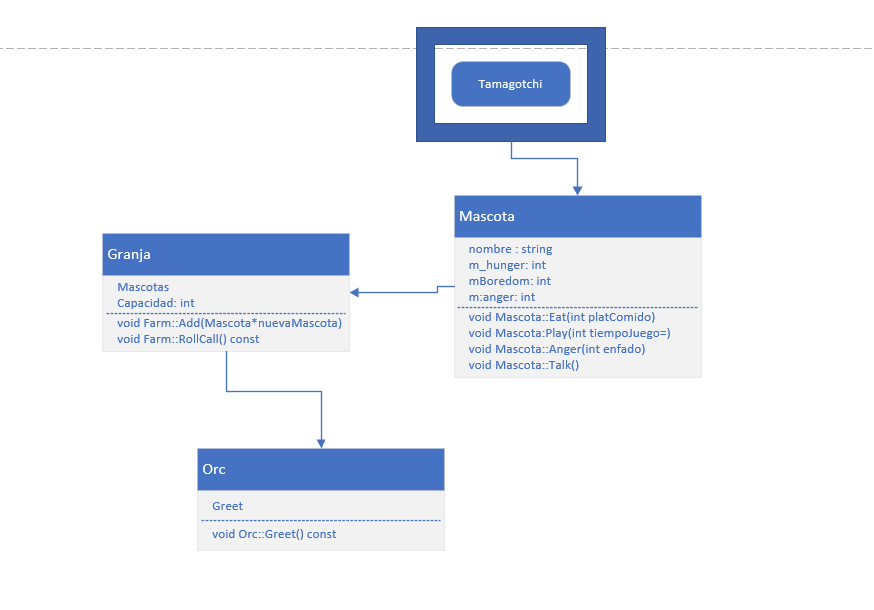 Tamagotchi
Mascota
nombre : string
m_hunger: int
mBoredom: int
m:anger: int
void Mascota::Eat(int platComido)
void Mascota:Play(int tiempoJuego=)
void Mascota::Anger(int enfado)
void Mascota::Talk()
Granja
Mascotas
Capacidad: int
void Farm::Add(Mascota*nuevaMascota)
void Farm::RollCall() const
Orc
Greet
void Orc::Greet() const